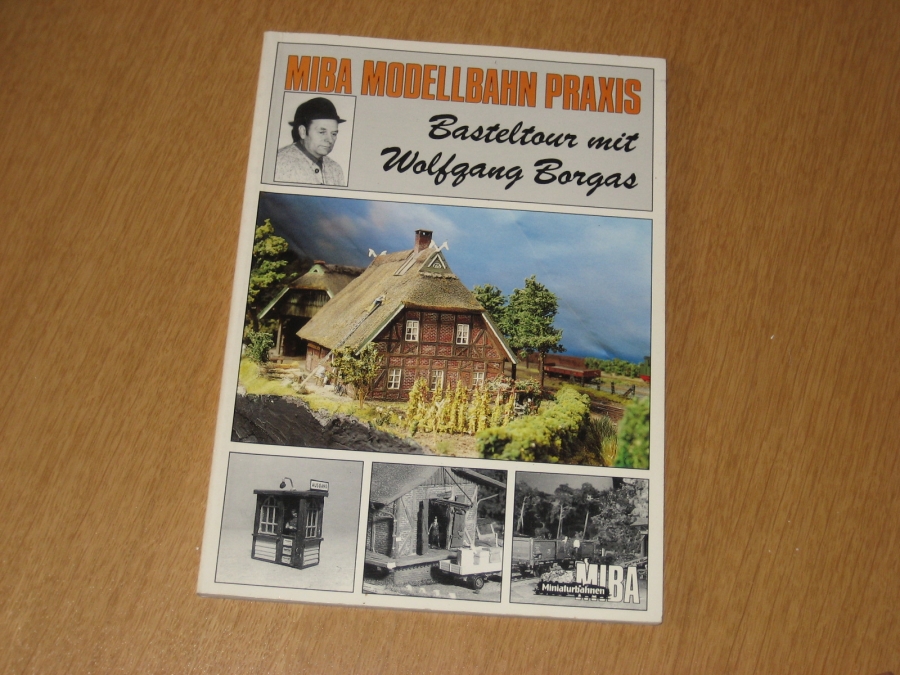 MIBA MODELLBAHN PRAXIS
Basteltour mit
Wolfgang Borgas
MIBA
Miniaturbahnen